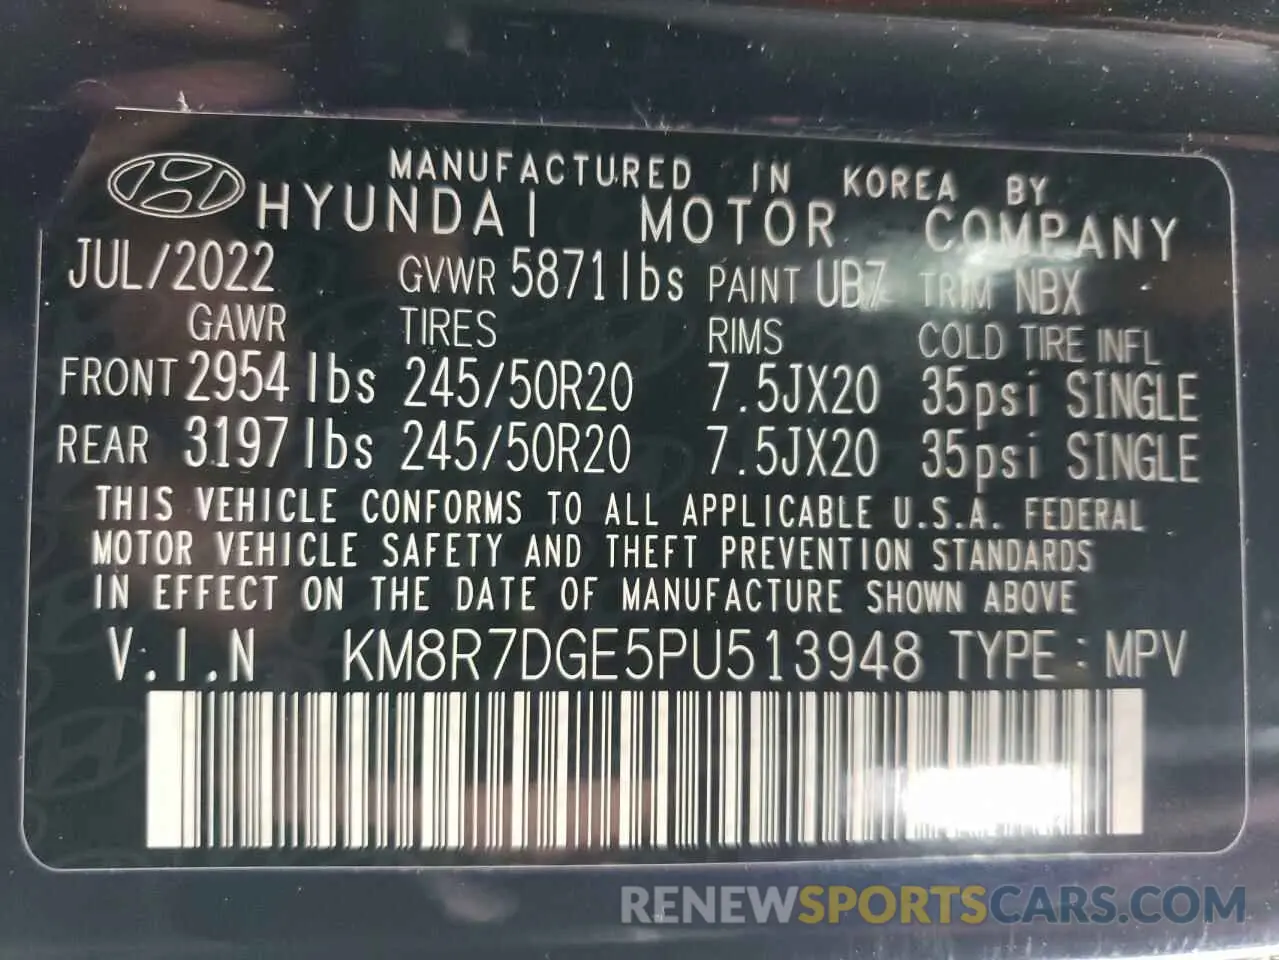 MANUFACTURED IN KOREA BY
HYUNDAI MOTOR COMPANY
JUL/2022 GVWR 5871lbs PAINT UB7 TRIM NBX
GAWR TIRES RIMS COLD TIRE INFL
FRONT 2954 lbs 245/50R20 7.5JX20 35psi SINGLE
REAR 3197 lbs 245/50R20 7.5JX20 35psi SINGLE
THIS VEHICLE CONFORMS TO ALL APPLICABLE U.S.A. FEDERAL
MOTOR VEHICLE SAFETY AND THEFT PREVENTION STANDARDS
IN EFFECT ON THE DATE OF MANUFACTURE SHOWN ABOVE
V.I.N KM8R7DGE5PU513948 TYPE : MPV
RENEWSPORTSCARS.COM